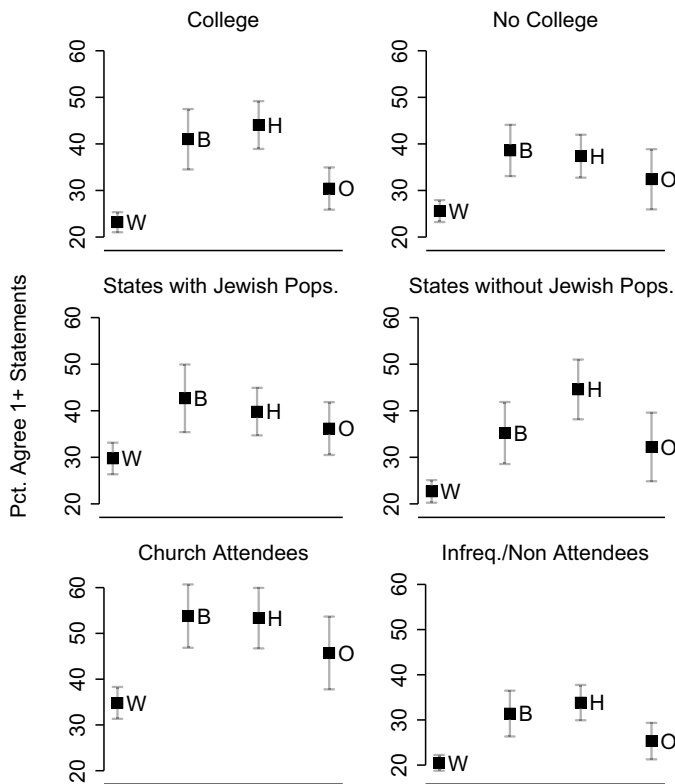 College
No College
60
50
40
30
20
W
B
H
O
60
50
40
30
20
W
B
H
O
Pct. Agree 1+ Statements
States with Jewish Pops.
States without Jewish Pops.
60
50
40
30
20
W
B
H
O
60
50
40
30
20
W
B
H
O
Church Attendees
Infreq./Non Attendees
60
50
40
30
20
W
B
H
O
60
50
40
30
20
W
B
H
O